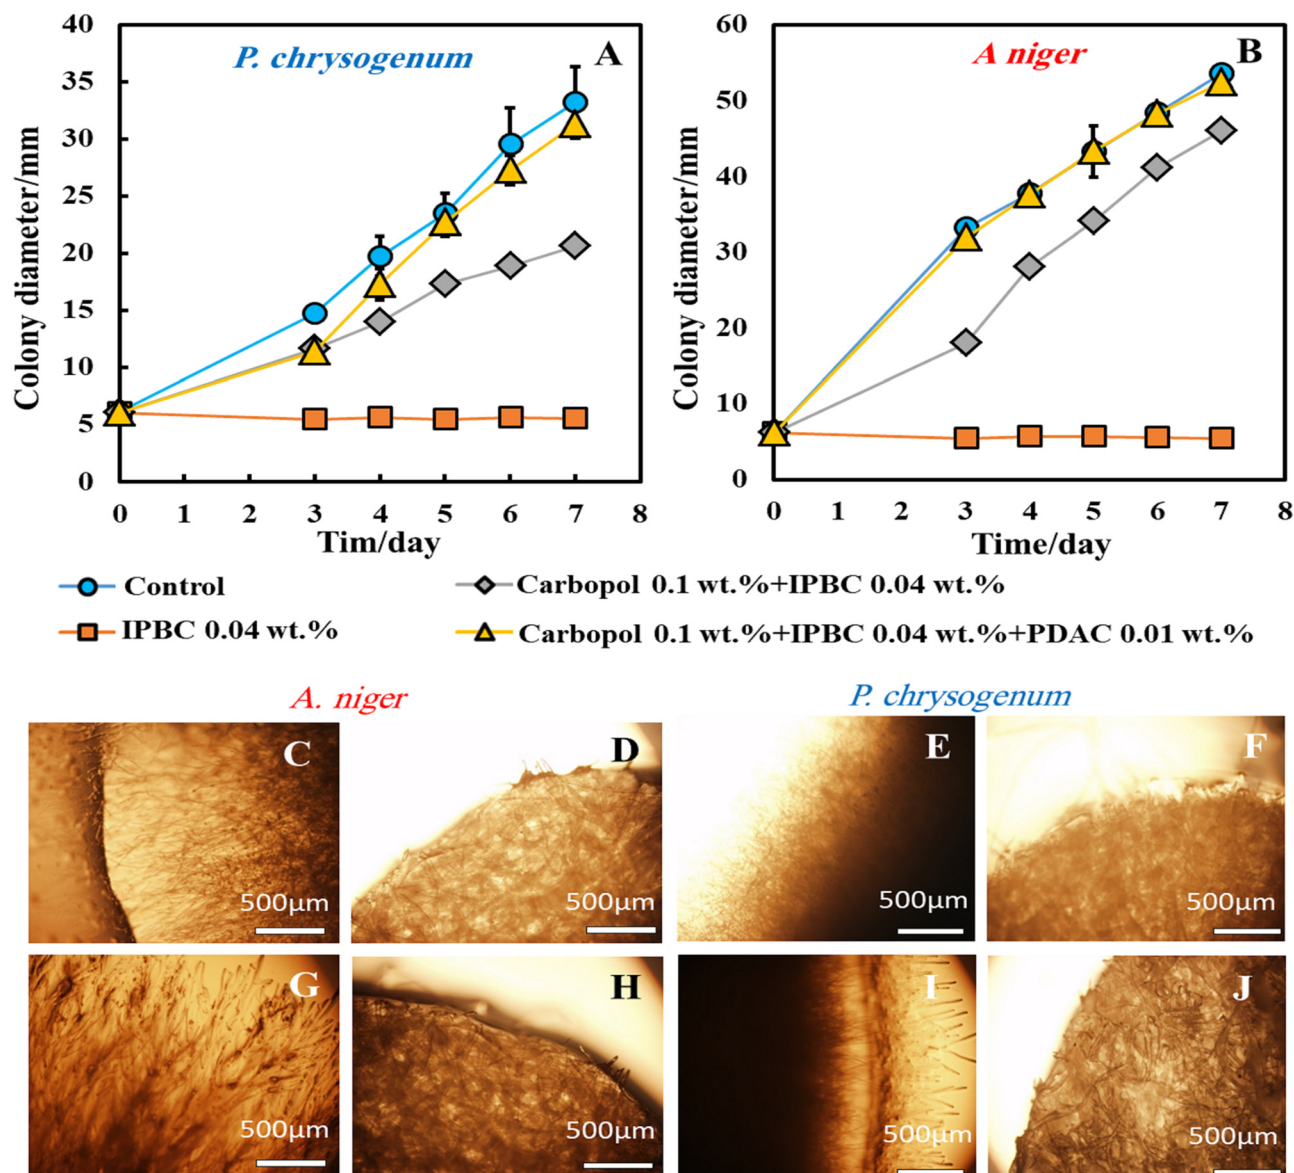 P. chrysogenum A
40
35
30
25
20
15
10
5
0
Colony diameter/mm
0 1 2 3 4 5 6 7 8
Tim/day
A niger B
60
50
40
30
20
10
0
Colony diameter/mm
0 1 2 3 4 5 6 7 8
Time/day
Control
Carbopol 0.1 wt.%+IPBC 0.04 wt.%
IPBC 0.04 wt.%
Carbopol 0.1 wt.%+IPBC 0.04 wt.%+PDAC 0.01 wt.%
A. niger
P. chrysogenum
C
500μm
D
500μm
E
500μm
F
500μm
G
500μm
H
500μm
I
500μm
J
500μm